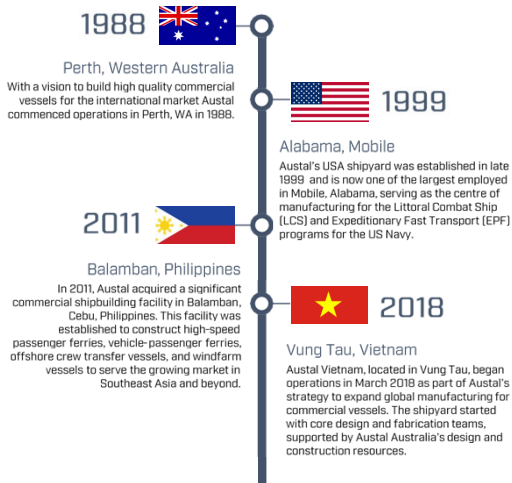 1988
Perth, Western Australia
With a vision to build high quality commercial
vessels for the international market Austal
commenced operations in Perth, WA in 1988.
1999
Alabama, Mobile
Austal's USA shipyard was established in late
1999 and is now one of the largest employed
in Mobile, Alabama, serving as the centre of
manufacturing for the Littoral Combat Ship
(LCS) and Expeditionary Fast Transport (EPF)
programs for the US Navy.
2011
Balamban, Philippines
In 2011, Austal acquired a significant
commercial shipbuilding facility in Balamban,
Cebu, Philippines. This facility was
established to construct high-speed
passenger ferries, vehicle-passenger ferries,
offshore crew transfer vessels, and windfarm
vessels to serve the growing market in
Southeast Asia and beyond.
2018
Vung Tau, Vietnam
Austal Vietnam, located in Vung Tau, began
operations in March 2018 as part of Austal's
strategy to expand global manufacturing for
commercial vessels. The shipyard started
with core design and fabrication teams,
supported by Austal Australia's design and
construction resources.